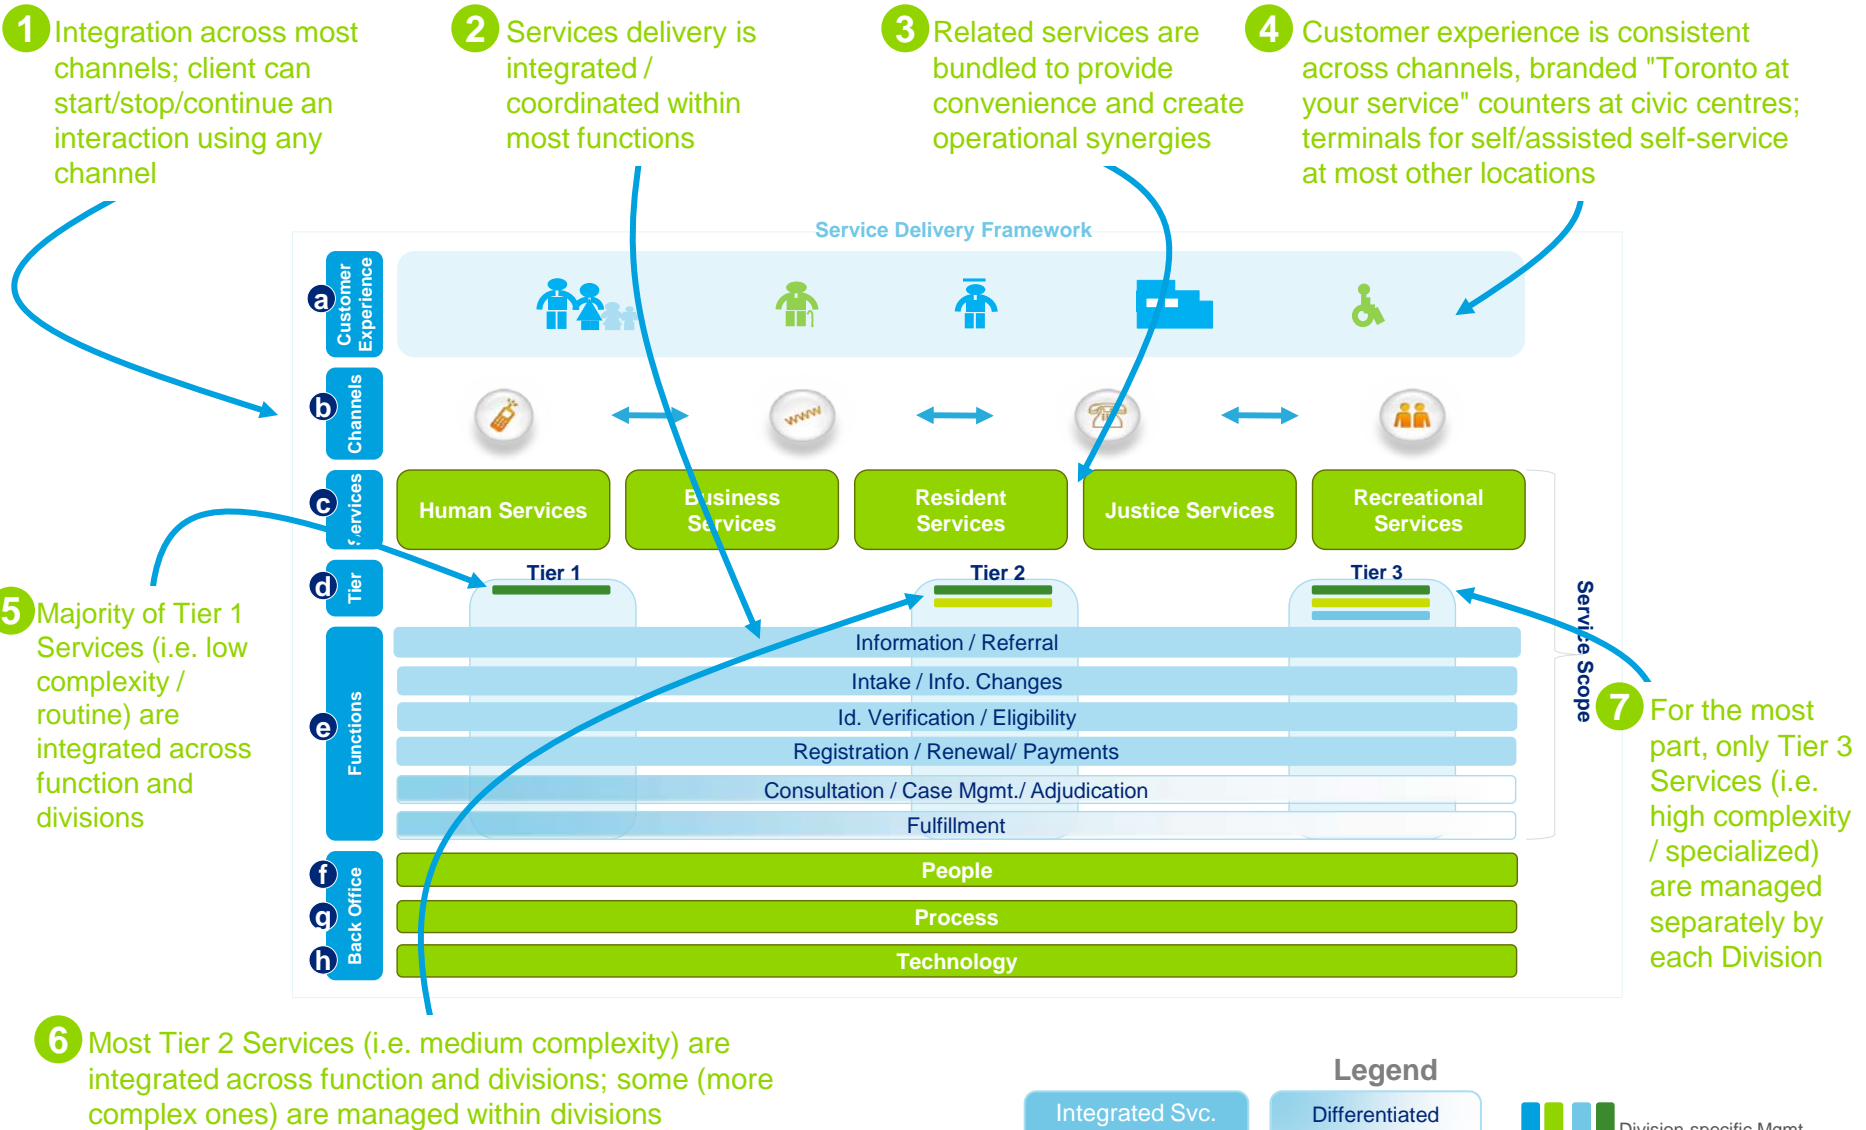 1 Integration across most
channels; client can
start/stop/continue an
interaction using any
channel
2 Services delivery is
integrated /
coordinated within
most functions
3 Related services are
bundled to provide
convenience and create
operational synergies
4 Customer experience is consistent
across channels, branded "Toronto at
your service" counters at civic centres;
terminals for self/assisted self-service
at most other locations
Service Delivery Framework
a Customer
Experience
b Channels
www
c Services
Human Services
Business
Services
Resident
Services
Justice Services
Recreational
Services
d Tier
Tier 1
Tier 2
Tier 3
e Functions
Information / Referral
Intake / Info. Changes
Id. Verification / Eligibility
Registration / Renewal/ Payments
Consultation / Case Mgmt./ Adjudication
Fulfillment
Service Scope
f
g
h
Back Office
People
Process
Technology
5 Majority of Tier 1
Services (i.e. low
complexity /
routine) are
integrated across
function and
divisions
7 For the most
part, only Tier 3
Services (i.e.
high complexity
/ specialized)
are managed
separately by
each Division
6 Most Tier 2 Services (i.e. medium complexity) are
integrated across function and divisions; some (more
complex ones) are managed within divisions
Legend
Integrated Svc.
Differentiated
Division-specific Mgmt.